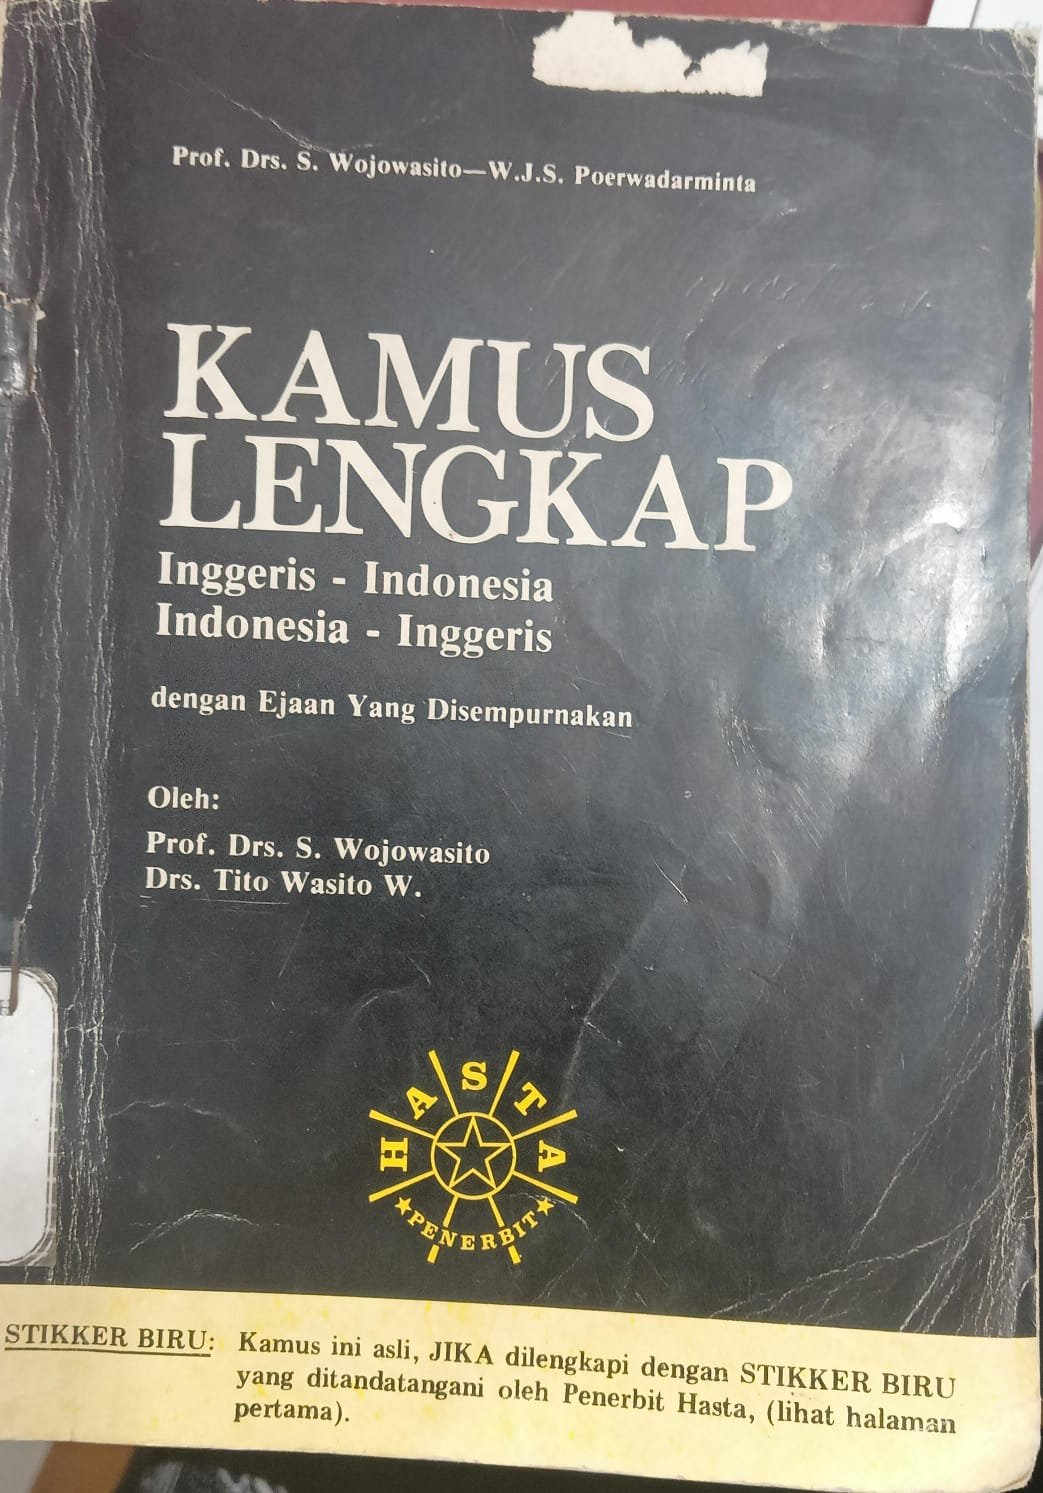 Prof. Drs. S. Wojowasito—W.J.S. Poerwadarminta
KAMUS
LENGKAP
Inggeris - Indonesia
Indonesia - Inggeris
dengan Ejaan Yang Disempurnakan
Oleh:
Prof. Drs. S. Wojowasito
Drs. Tito Wasito W.
HASTA
PENERBIT
STIKKER BIRU: Kamus ini asli, JIKA dilengkapi dengan STIKKER BIRU
yang ditandatangani oleh Penerbit Hasta, (lihat halaman
pertama).